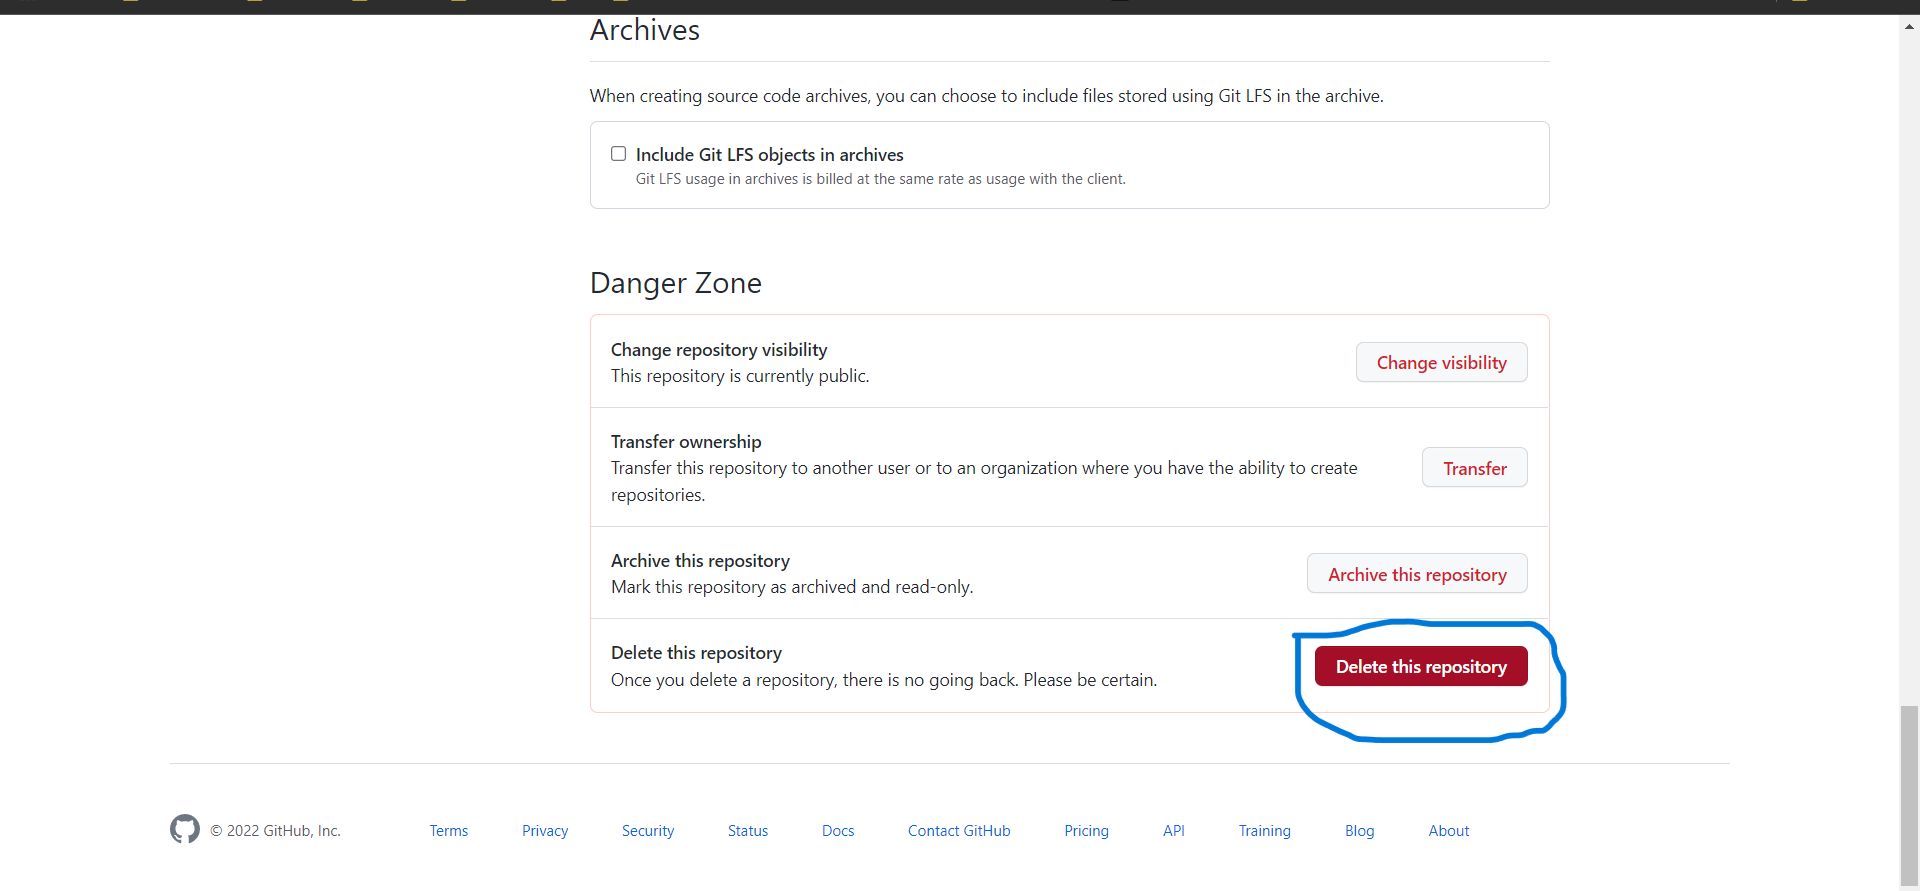 Archives
When creating source code archives, you can choose to include files stored using Git LFS in the archive.
Include Git LFS objects in archives
Git LFS usage in archives is billed at the same rate as usage with the client.
Danger Zone
Change repository visibility
This repository is currently public.
Change visibility
Transfer ownership
Transfer this repository to another user or to an organization where you have the ability to create
repositories.
Transfer
Archive this repository
Mark this repository as archived and read-only.
Archive this repository
Delete this repository
Once you delete a repository, there is no going back. Please be certain.
Delete this repository
© 2022 GitHub, Inc. Terms Privacy Security Status Docs Contact GitHub Pricing API Training Blog About